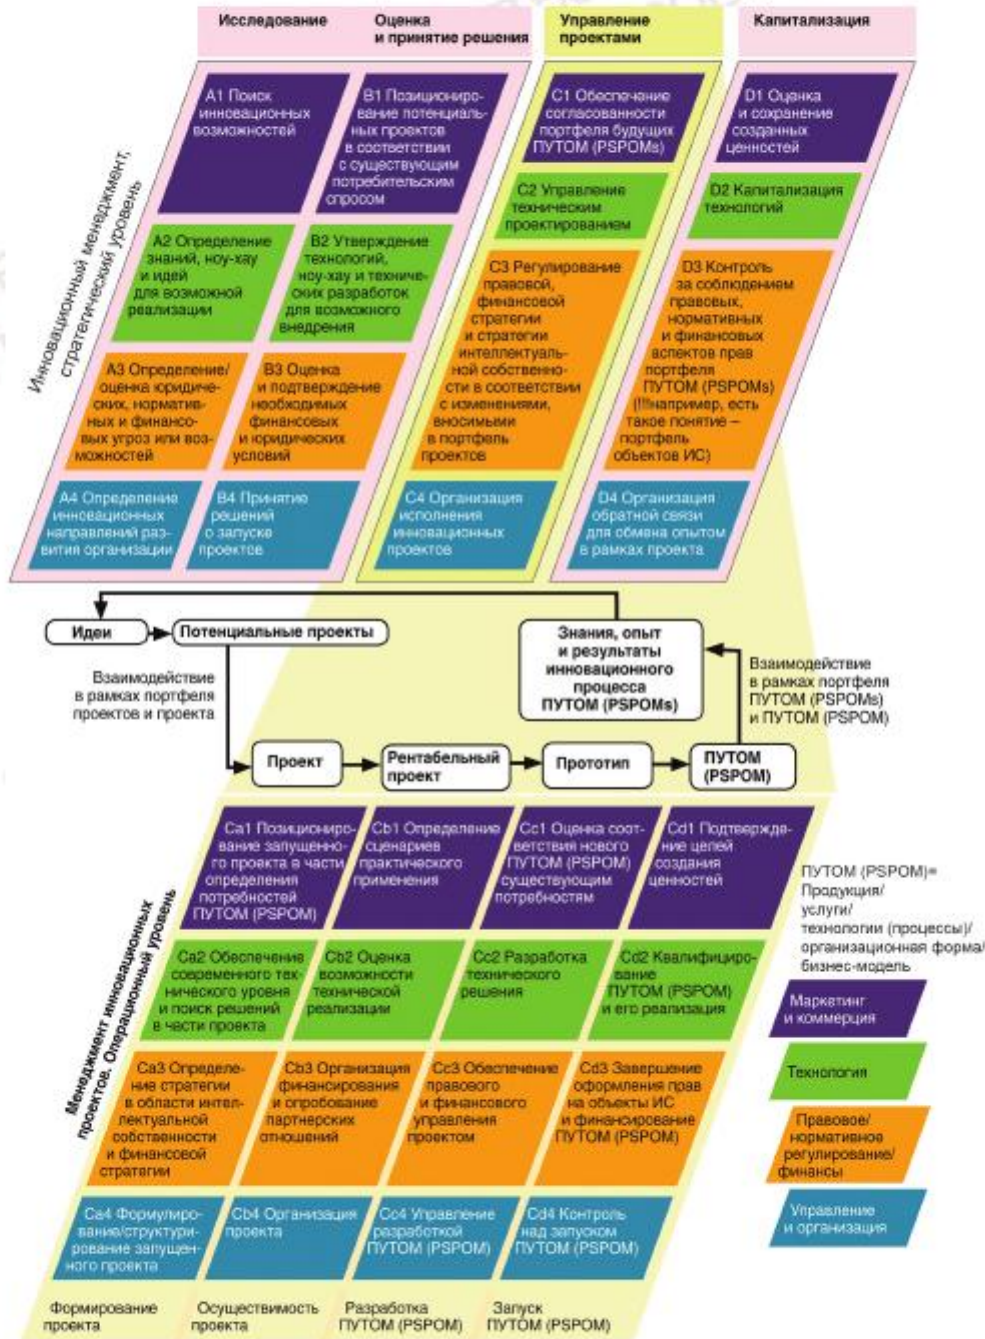 Исследование
Оценка
и принятие решения
Управление
проектами
Капитализация
Инновационный менеджмент,
стратегический уровень
A1 Поиск
инновационных
возможностей
B1 Позициониро-
вание потенциаль-
ных проектов
в соответствии
с существующим
потребительским
спросом
C1 Обеспечение
согласованности
портфеля будущих
ПУТОМ (PSPOMs)
D1 Оценка
и сохранение
созданных
ценностей
C2 Управление
техническим
проектированием
D2 Капитализация
технологий
A2 Определение
знаний, ноу-хау
и идей
для возможной
реализации
B2 Утверждение
технологий,
ноу-хау и техниче-
ских разработок
для возможного
внедрения
C3 Регулирование
правовой,
финансовой
стратегии
и стратегии
интеллектуаль-
ной собственно-
сти в соответствии
с изменениями,
вносимыми
в портфель
проектов
D3 Контроль
за соблюдением
правовых,
нормативных
и финансовых
аспектов прав
портфеля
ПУТОМ (PSPOMs)
(!!!например, есть
такое понятие –
портфель
объектов ИС)
A3 Определение/
оценка юридиче-
ских, норматив-
ных и финансо-
вых угроз или воз-
можностей
B3 Оценка
и подтверждение
необходимых
финансовых
и юридических
условий
A4 Определение
инновационных
направлений раз-
вития организации
B4 Принятие
решений
о запуске
проектов
C4 Организация
исполнения
инновационных
проектов
D4 Организация
обратной связи
для обмена опытом
в рамках проекта
Идеи
Потенциальные проекты
Знания, опыт
и результаты
инновационного
процесса
ПУТОМ (PSPOMs)
Взаимодействие
в рамках портфеля
проектов и проекта
Взаимодействие
в рамках портфеля
ПУТОМ (PSPOMs)
и ПУТОМ (PSPOM)
Проект
Рентабельный
проект
Прототип
ПУТОМ
(PSPOM)
Менеджмент инновационных
проектов. Операционный уровень
Ca1 Позициониро-
вание запущенно-
го проекта в части
определения
потребностей
ПУТОМ (PSPOM)
Cb1 Определение
сценариев
практического
применения
Cc1 Оценка соот-
ветствия нового
ПУТОМ (PSPOM)
существующим
потребностям
Cd1 Подтвержде-
ние целей
создания
ценностей
Ca2 Обеспечение
современного тех-
нического уровня
и поиск решений
в части проекта
Cb2 Оценка
возможности
технической
реализации
Cc2 Разработка
технического
решения
Cd2 Квалифициро-
вание
ПУТОМ (PSPOM)
и его реализация
Ca3 Определе-
ние стратегии
в области интел-
лектуальной
собственности
и финансовой
стратегии
Cb3 Организация
финансирования
и опробование
партнерских
отношений
Cc3 Обеспечение
правового
и финансового
управления
проектом
Cd3 Завершение
оформления прав
на объекты ИС
и финансирование
ПУТОМ (PSPOM)
Ca4 Формулиро-
вание/структури-
рование запущен-
ного проекта
Cb4 Организация
проекта
Cc4 Управление
разработкой
ПУТОМ (PSPOM)
Cd4 Контроль
над запуском
ПУТОМ (PSPOM)
Формирование
проекта
Осуществимость
проекта
Разработка
ПУТОМ (PSPOM)
Запуск
ПУТОМ (PSPOM)
ПУТОМ (PSPOM)=
Продукция/
услуги/
технологии (процессы)/
организационная форма/
бизнес-модель
Маркетинг
и коммерция
Технология
Правовое/
нормативное
регулирование/
финансы
Управление
и организация